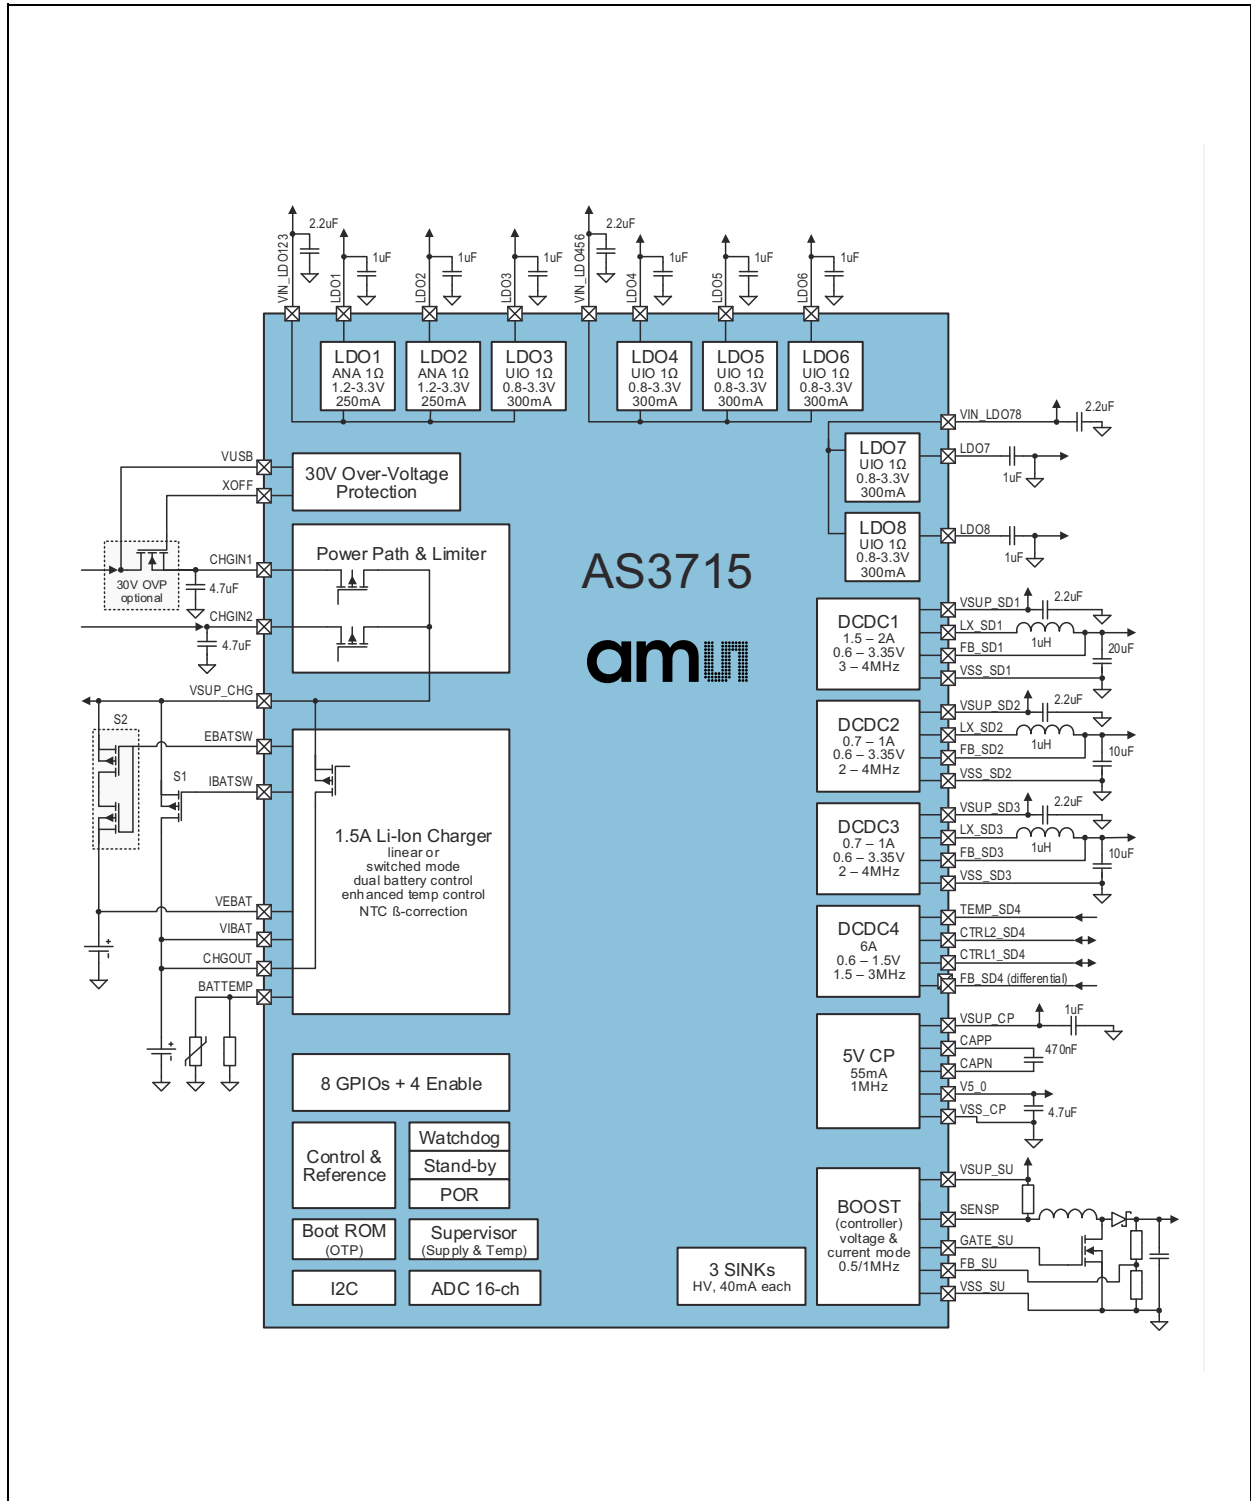 2.2uF
2.2uF
1uF
1uF
1uF
1uF
1uF
1uF
VIN_LDO123
LDO1
LDO2
LDO3
VIN_LDO456
LDO4
LDO5
LDO6
LDO1
ANA 1Ω
1.2-3.3V
250mA
LDO2
ANA 1Ω
1.2-3.3V
250mA
LDO3
UIO 1Ω
0.8-3.3V
300mA
LDO4
UIO 1Ω
0.8-3.3V
300mA
LDO5
UIO 1Ω
0.8-3.3V
300mA
LDO6
UIO 1Ω
0.8-3.3V
300mA
VIN_LDO78
2.2uF
LDO7
UIO 1Ω
0.8-3.3V
300mA
LDO7
1uF
LDO8
UIO 1Ω
0.8-3.3V
300mA
LDO8
1uF
VUSB
XOFF
30V Over-Voltage
Protection
30V OVP
optional
CHGIN1
4.7uF
CHGIN2
4.7uF
Power Path & Limiter
AS3715
am
VSUP_CHG
S2
EBATSW
S1
IBATSW
1.5A Li-Ion Charger
linear or
switched mode
dual battery control
enhanced temp control
NTC ß-correction
VEBAT
VIBAT
CHGOUT
BATTEMP
+
-
+
-
DCDC1
1.5 – 2A
0.6 – 3.35V
3 – 4MHz
VSUP_SD1
2.2uF
LX_SD1
1uH
FB_SD1
20uF
VSS_SD1
DCDC2
0.7 – 1A
0.6 – 3.35V
2 – 4MHz
VSUP_SD2
2.2uF
LX_SD2
1uH
FB_SD2
10uF
VSS_SD2
DCDC3
0.7 – 1A
0.6 – 3.35V
2 – 4MHz
VSUP_SD3
2.2uF
LX_SD3
1uH
FB_SD3
10uF
VSS_SD3
DCDC4
6A
0.6 – 1.5V
1.5 – 3MHz
TEMP_SD4
CTRL2_SD4
CTRL1_SD4
FB_SD4 (differential)
5V CP
55mA
1MHz
VSUP_CP
1uF
CAPP
470nF
CAPN
V5_0
4.7uF
VSS_CP
8 GPIOs + 4 Enable
Control &
Reference
Watchdog
Stand-by
POR
Boot ROM
(OTP)
Supervisor
(Supply & Temp)
I2C
ADC 16-ch
3 SINKs
HV, 40mA each
BOOST
(controller)
voltage &
current mode
0.5/1MHz
VSUP_SU
SENSP
GATE_SU
FB_SU
VSS_SU